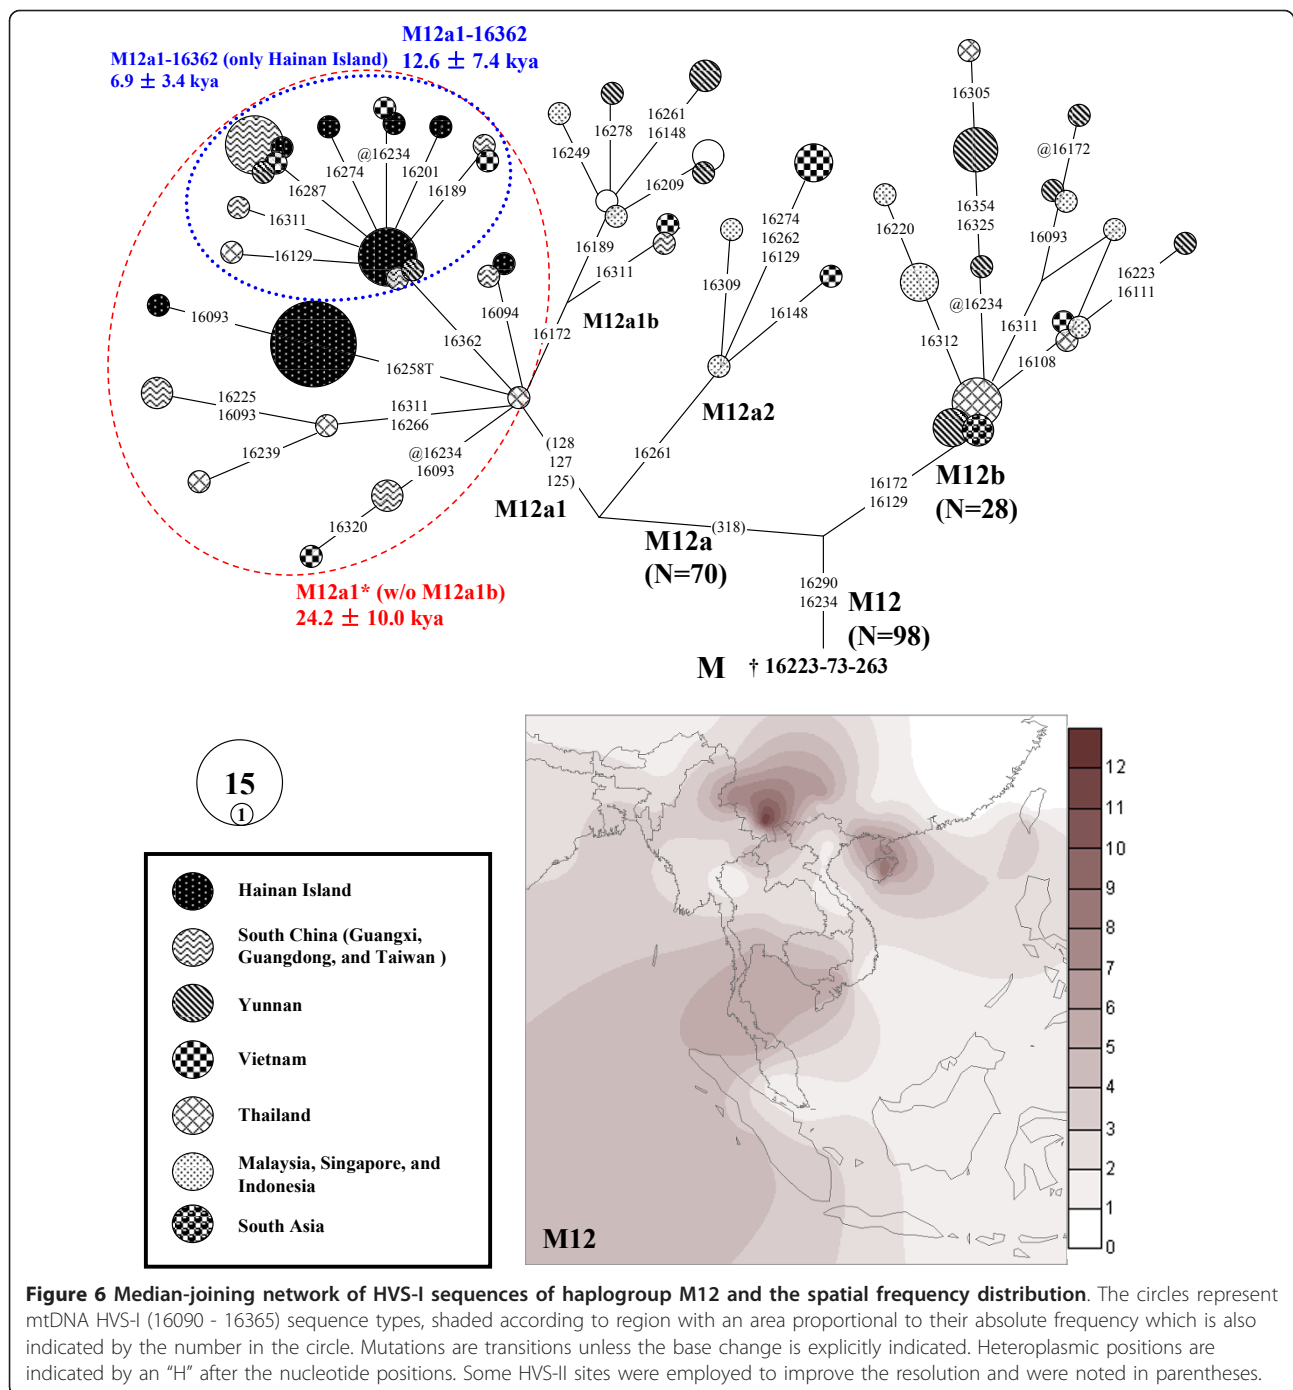 M12a1-16362 (only Hainan Island)
6.9 ± 3.4 kya
M12a1-16362
12.6 ± 7.4 kya
16287
16274
@16234
16201
16189
16311
16129
16093
16258T
16362
16094
16225
16093
16311
16266
16239
@16234
16093
16320
M12a1* (w/o M12a1b)
24.2 ± 10.0 kya
16249
16278
16261
16148
16209
16189
16311
16172
M12a1b
(128
127
125)
M12a1
16309
16274
16262
16129
16148
M12a2
16261
(318)
M12a
(N=70)
16305
16354
16325
@16234
16220
16312
@16172
16093
16311
16223
16111
16108
M12b
(N=28)
16172
16129
16290
16234
M12
(N=98)
M † 16223-73-263
15
1
Hainan Island
South China (Guangxi,
Guangdong, and Taiwan )
Yunnan
Vietnam
Thailand
Malaysia, Singapore, and
Indonesia
South Asia
M12
12
11
10
9
8
7
6
5
4
3
2
1
0
Figure 6 Median-joining network of HVS-I sequences of haplogroup M12 and the spatial frequency distribution. The circles represent
mtDNA HVS-I (16090 - 16365) sequence types, shaded according to region with an area proportional to their absolute frequency which is also
indicated by the number in the circle. Mutations are transitions unless the base change is explicitly indicated. Heteroplasmic positions are
indicated by an “H” after the nucleotide positions. Some HVS-II sites were employed to improve the resolution and were noted in parentheses.